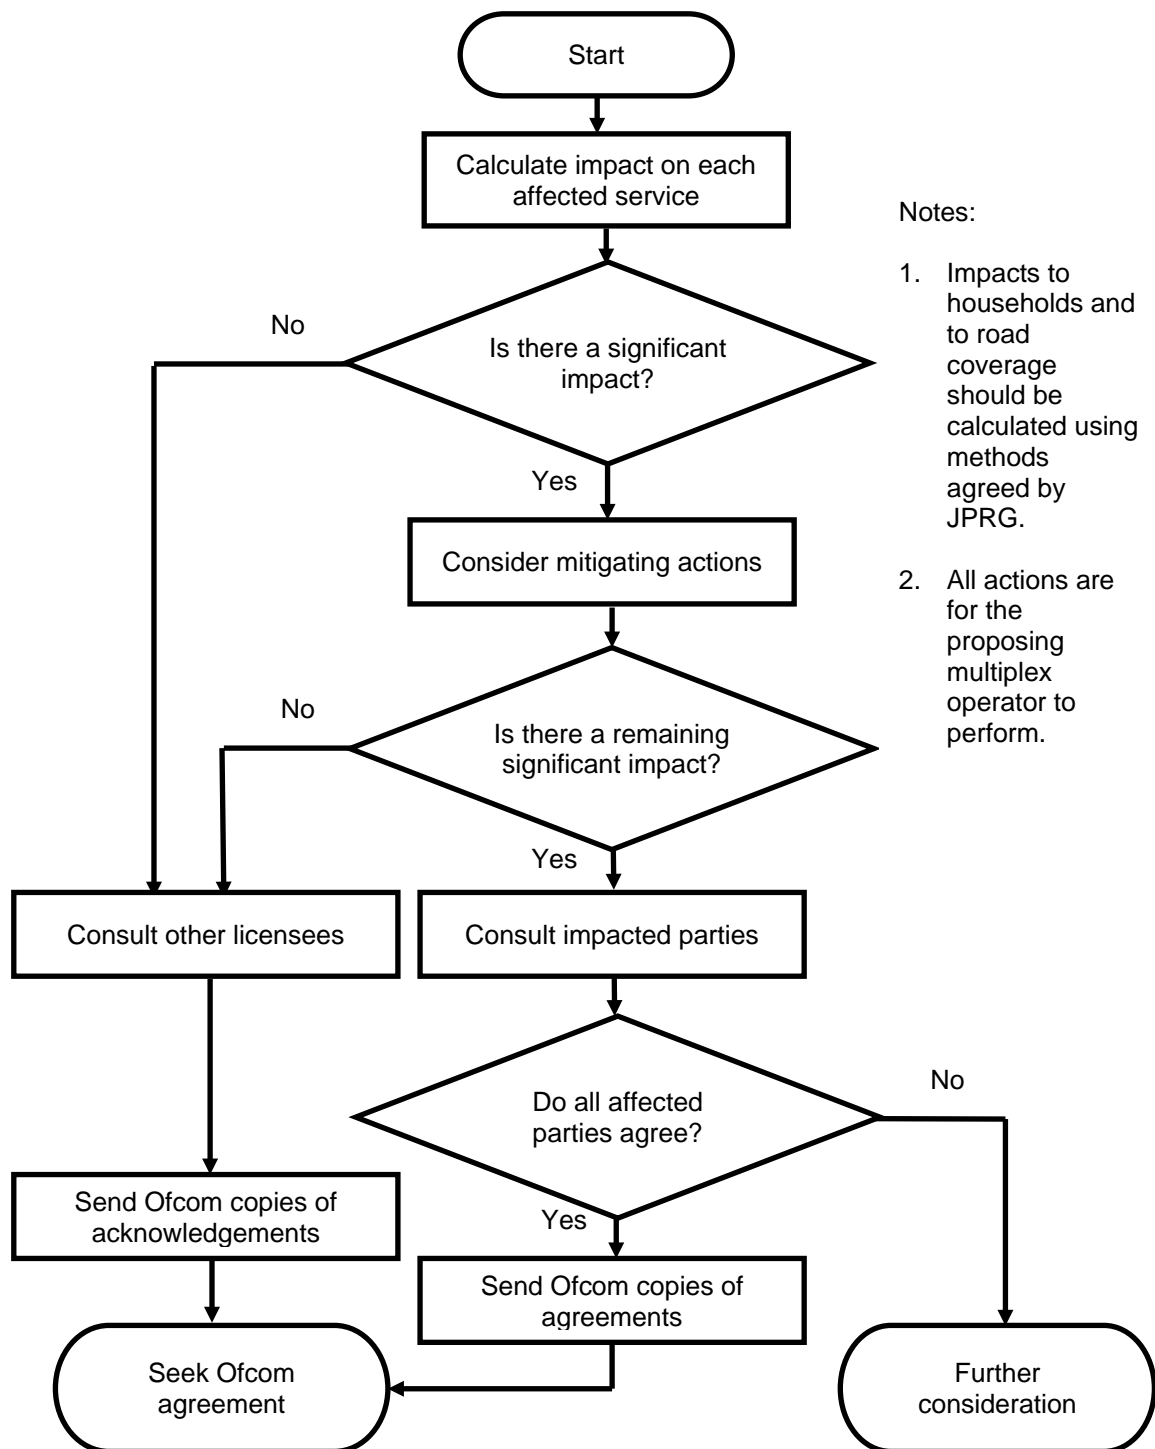 Start
Calculate impact on each
affected service
Notes:
1. Impacts to
households and
to road
coverage
should be
calculated using
methods
agreed by
JPRG.
2. All actions are
for the
proposing
multiplex
operator to
perform.
No
Is there a significant
impact?
Yes
Consider mitigating actions
No
Is there a remaining
significant impact?
Yes
Consult other licensees
Consult impacted parties
Do all affected
parties agree?
No
Yes
Send Ofcom copies of
acknowledgements
Send Ofcom copies of
agreements
Seek Ofcom
agreement
Further
consideration